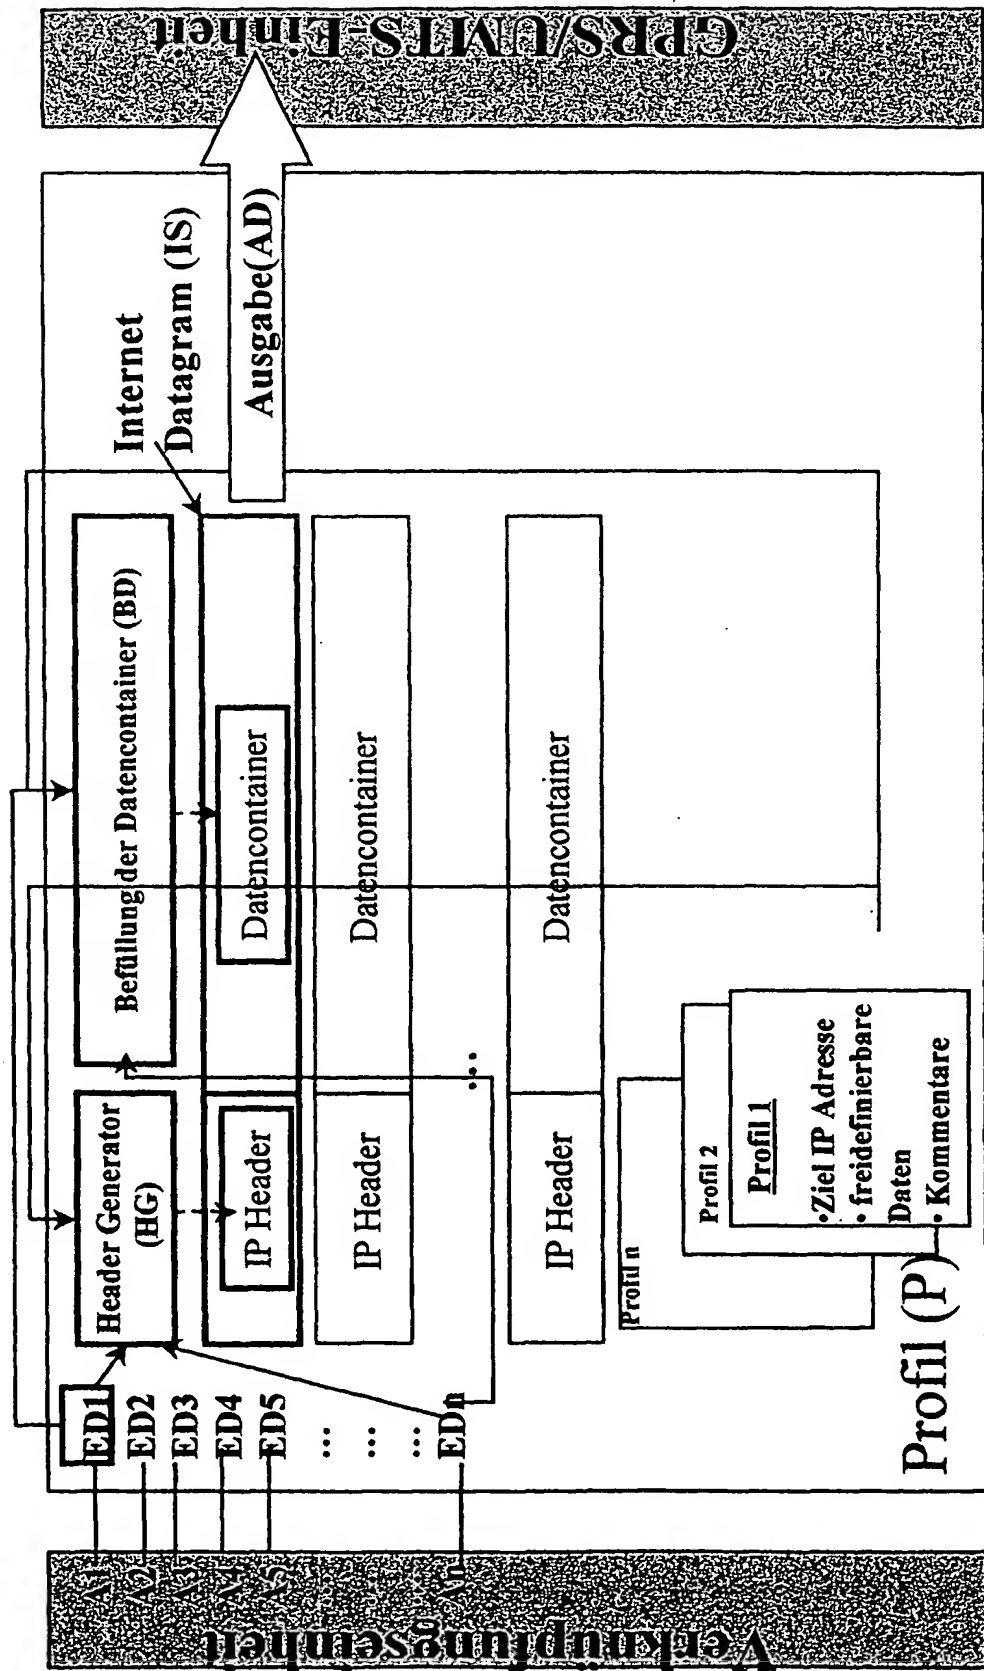 Verknüpfungseinheit
A1
A2
A3
A4
A5
An
ED1
ED2
ED3
ED4
ED5
...
...
...
EDn
Header Generator
(HG)
Befüllung der Datencontainer (BD)
Internet
Datagram (IS)
IP Header
Datencontainer
Ausgabe(AD)
IP Header
Datencontainer
...
IP Header
Datencontainer
Profil n
Profil 2
Profil 1
•Ziel IP Adresse
• freidefinierbare
Daten
• Kommentare
Profil (P)
GPRS/UMTS-Einheit